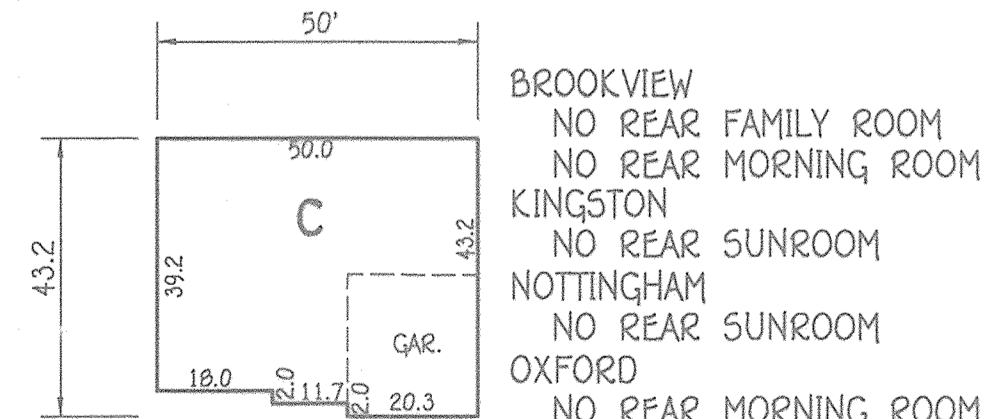 50'
BROOKVIEW
NO REAR FAMILY ROOM
50.0
NO REAR MORNING ROOM
C
KINGSTON
43.2
NO REAR SUNROOM
43.2
39.2
NOTTINGHAM
NO REAR SUNROOM
GAR.
OXFORD
18.0
2.0
11.7
2.0
20.3
NO REAR MORNING ROOM